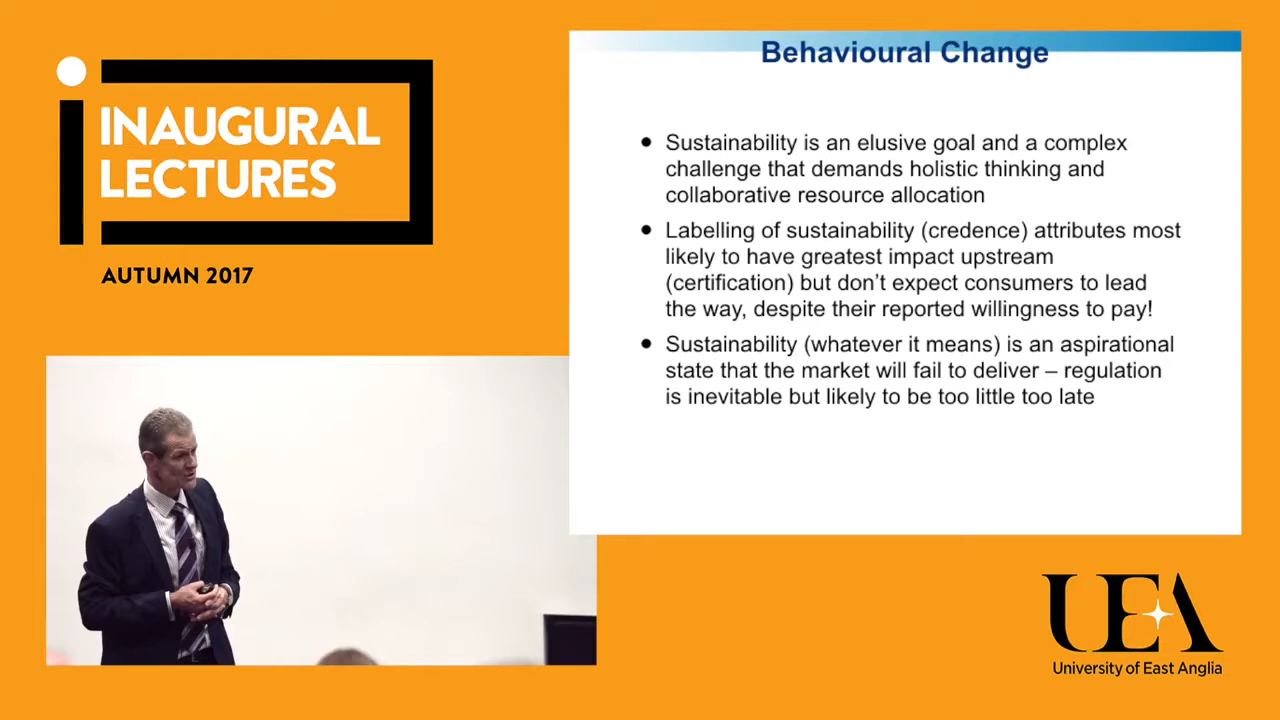 INAUGURAL
LECTURES
AUTUMN 2017
Behavioural Change
• Sustainability is an elusive goal and a complex
challenge that demands holistic thinking and
collaborative resource allocation
• Labelling of sustainability (credence) attributes most
likely to have greatest impact upstream
(certification) but don't expect consumers to lead
the way, despite their reported willingness to pay!
• Sustainability (whatever it means) is an aspirational
state that the market will fail to deliver – regulation
is inevitable but likely to be too little too late
UEA
University of East Anglia